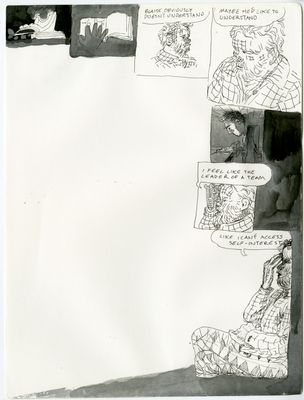 BLAISE OBVIOUSLY
DOESN'T UNDERSTAND
MAYBE HE'D LIKE TO
UNDERSTAND
I FEEL LIKE THE
LEADER OF A TEAM
LIKE I CAN'T ACCESS
SELF-INTEREST